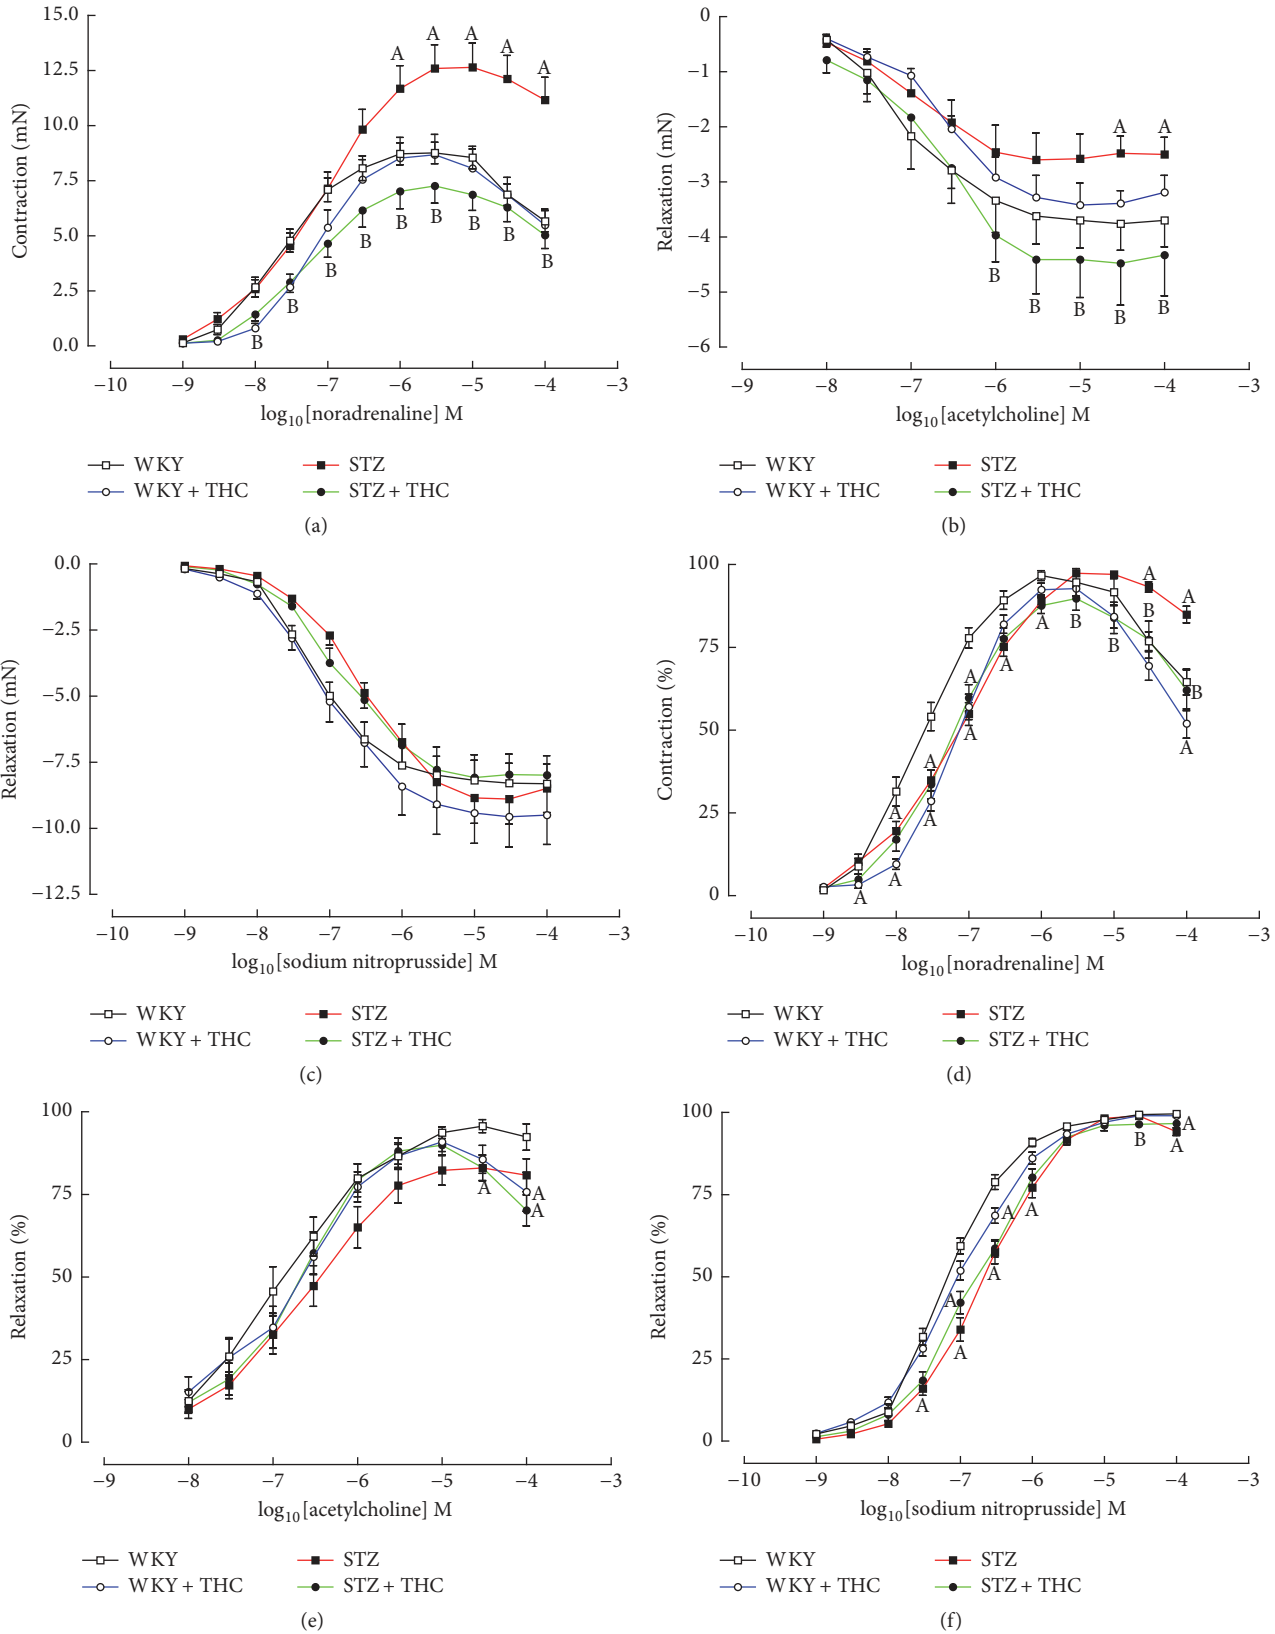 15.0
12.5
10.0
7.5
5.0
2.5
0.0
Contraction (mN)
A A A A A
B B B B B B B B B
−10 −9 −8 −7 −6 −5 −4 −3
log10[noradrenaline] M
WKY STZ
WKY + THC STZ + THC
(a)
0
−1
−2
−3
−4
−5
−6
Relaxation (mN)
A A
B B B B B
−9 −8 −7 −6 −5 −4 −3
log10[acetylcholine] M
WKY STZ
WKY + THC STZ + THC
(b)
0.0
−2.5
−5.0
−7.5
−10.0
−12.5
Relaxation (mN)
−10 −9 −8 −7 −6 −5 −4 −3
log10[sodium nitroprusside] M
WKY STZ
WKY + THC STZ + THC
(c)
100
75
50
25
0
Contraction (%)
A A
B
A B B
A
A B
A
A A
A A
A A
−10 −9 −8 −7 −6 −5 −4 −3
log10[noradrenaline] M
WKY STZ
WKY + THC STZ + THC
(d)
100
75
50
25
0
Relaxation (%)
A A
A
−9 −8 −7 −6 −5 −4 −3
log10[acetylcholine] M
WKY STZ
WKY + THC STZ + THC
(e)
100
75
50
25
0
Relaxation (%)
A
B A
A A
A
A
A
A
−10 −9 −8 −7 −6 −5 −4 −3
log10[sodium nitroprusside] M
WKY STZ
WKY + THC STZ + THC
(f)